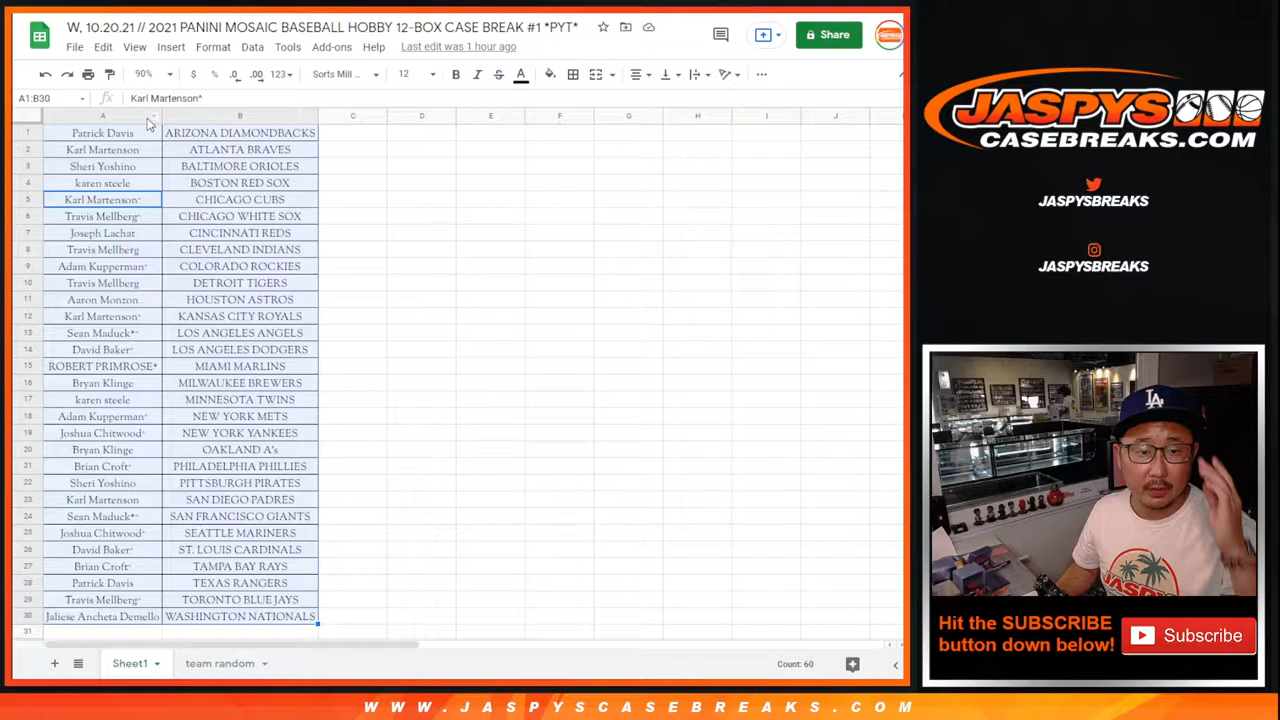 W, 10.20.21 // 2021 PANINI MOSAIC BASEBALL HOBBY 12-BOX CASE BREAK #1 *PYT*
File Edit View Insert Format Data Tools Add-ons Help Last edit was 1 hour ago
Share
90% $ % .0 .00 123 Sorts Mill ... 12 B I S A
A1:B30 fx Karl Martenson*
A B C D E F G H I J
1 Patrick Davis ARIZONA DIAMONDBACKS
2 Karl Martenson ATLANTA BRAVES
3 Sheri Yoshino BALTIMORE ORIOLES
4 karen steele BOSTON RED SOX
5 Karl Martenson* CHICAGO CUBS
6 Travis Mellberg* CHICAGO WHITE SOX
7 Joseph Lachat CINCINNATI REDS
8 Travis Mellberg CLEVELAND INDIANS
9 Adam Kupperman* COLORADO ROCKIES
10 Travis Mellberg DETROIT TIGERS
11 Aaron Monzon HOUSTON ASTROS
12 Karl Martenson* KANSAS CITY ROYALS
13 Sean Maduck** LOS ANGELES ANGELS
14 David Baker* LOS ANGELES DODGERS
15 ROBERT PRIMROSE* MIAMI MARLINS
16 Bryan Klinge MILWAUKEE BREWERS
17 karen steele MINNESOTA TWINS
18 Adam Kupperman* NEW YORK METS
19 Joshua Chitwood* NEW YORK YANKEES
20 Bryan Klinge OAKLAND A's
21 Brian Croft* PHILADELPHIA PHILLIES
22 Sheri Yoshino PITTSBURGH PIRATES
23 Karl Martenson SAN DIEGO PADRES
24 Sean Maduck** SAN FRANCISCO GIANTS
25 Joshua Chitwood* SEATTLE MARINERS
26 David Baker* ST. LOUIS CARDINALS
27 Brian Croft* TAMPA BAY RAYS
28 Patrick Davis TEXAS RANGERS
29 Travis Mellberg* TORONTO BLUE JAYS
30 Jaliese Ancheta Demello WASHINGTON NATIONALS
31
Sheet1 team random Count: 60
JASPYS
CASEBREAKS.COM
JASPYSBREAKS
JASPYSBREAKS
LA
Hit the SUBSCRIBE
button down below!
Subscribe
WWW.JASPYSCASEBREAKS.COM